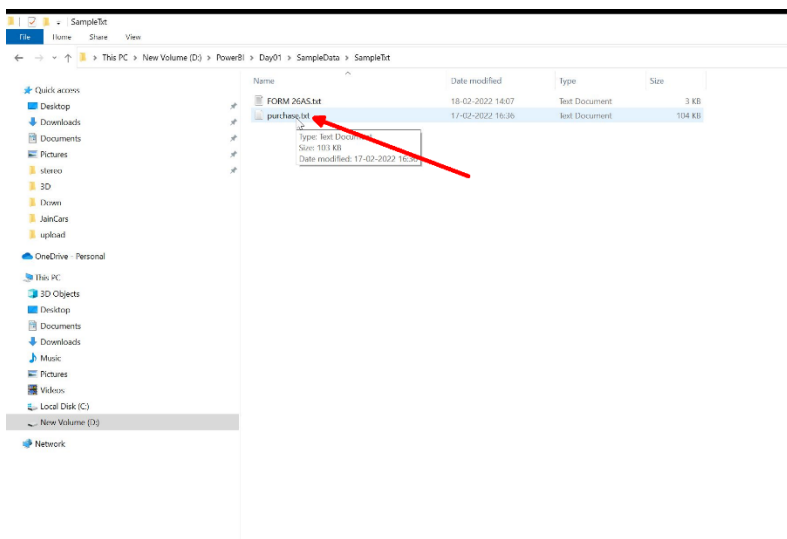 SampleTxt
File Home Share View
This PC > New Volume (D:) > PowerBI > Day01 > SampleData > SampleTxt
Name Date modified Type Size
Quick access
Desktop
Downloads
Documents
Pictures
stereo
3D
Down
JainCars
upload
OneDrive - Personal
This PC
3D Objects
Desktop
Documents
Downloads
Music
Pictures
Videos
Local Disk (C:)
New Volume (D:)
Network
FORM 26AS.txt 18-02-2022 14:07 Text Document 3 KB
purchase.txt 17-02-2022 16:36 Text Document 104 KB
Type: Text Document
Size: 103 KB
Date modified: 17-02-2022 16:36